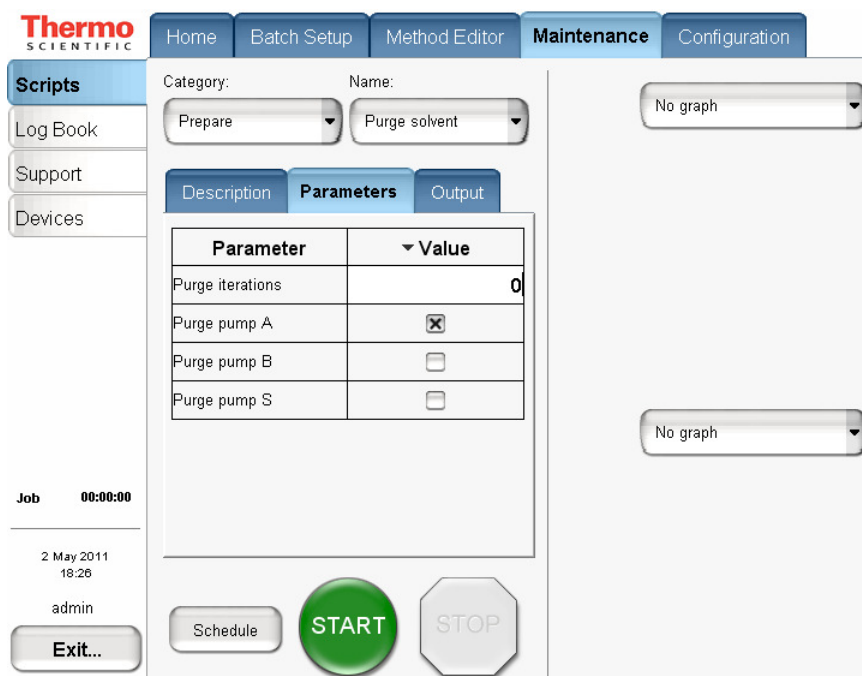 Thermo
SCIENTIFIC
Home
Batch Setup
Method Editor
Maintenance
Configuration
Scripts
Log Book
Support
Devices
Category:
Name:
Prepare
Purge solvent
No graph
Description
Parameters
Output
Parameter
Value
Purge iterations
0
Purge pump A
Purge pump B
Purge pump S
No graph
Job 00:00:00
2 May 2011
18:26
admin
Exit...
Schedule
START
STOP